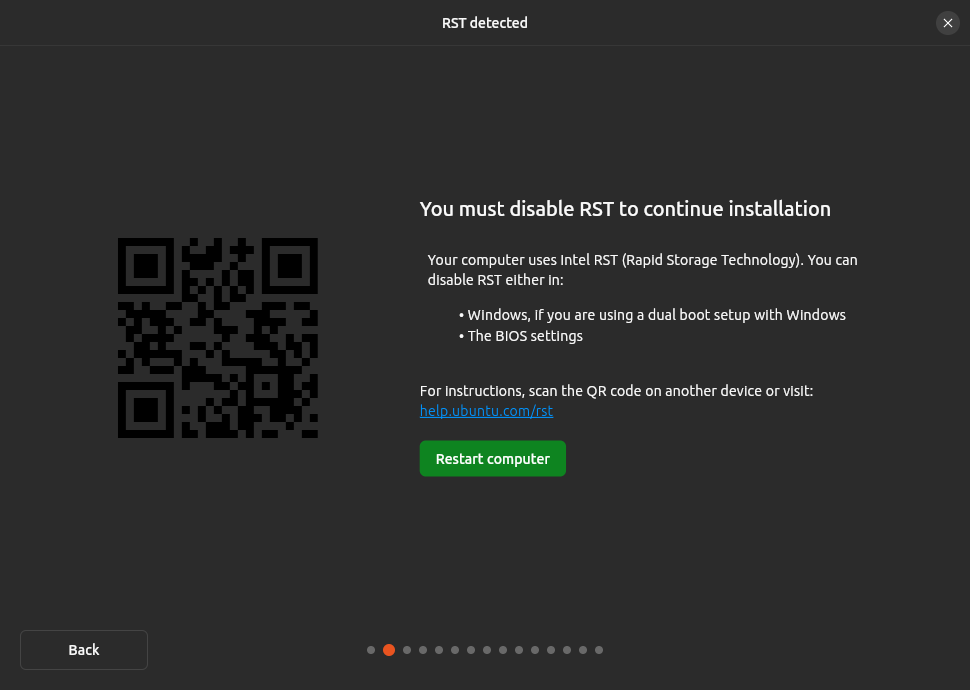 RST detected
You must disable RST to continue installation
Your computer uses Intel RST (Rapid Storage Technology). You can
disable RST either in:
• Windows, if you are using a dual boot setup with Windows
• The BIOS settings
For instructions, scan the QR code on another device or visit:
help.ubuntu.com/rst
Restart computer
Back